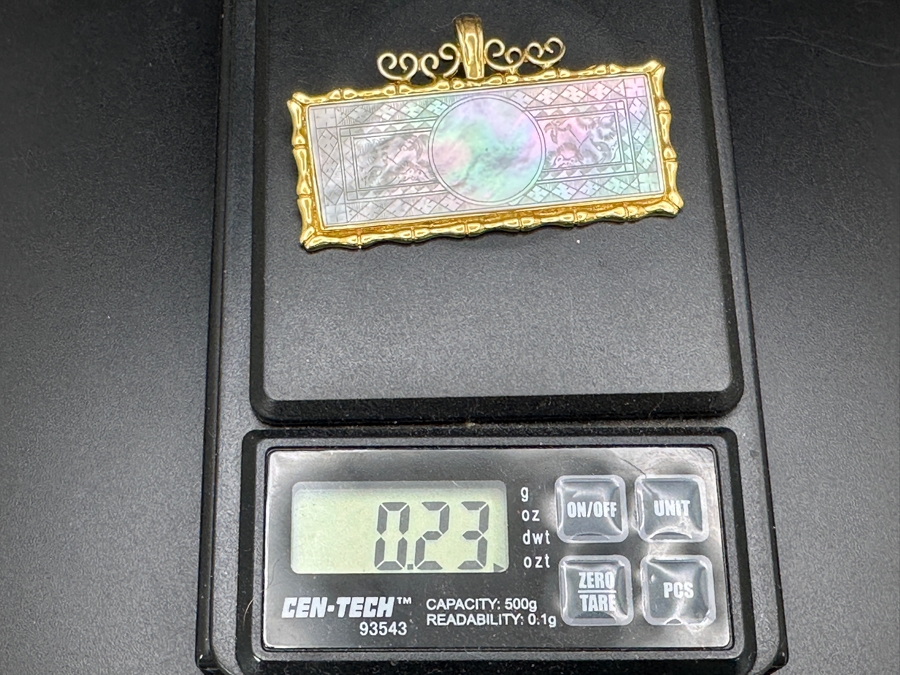 0.23
g
oz
dwt
ozt
ON/OFF
UNIT
ZERO
TARE
PCS
CEN-TECH™
93543
CAPACITY: 500g
READABILITY: 0.1g